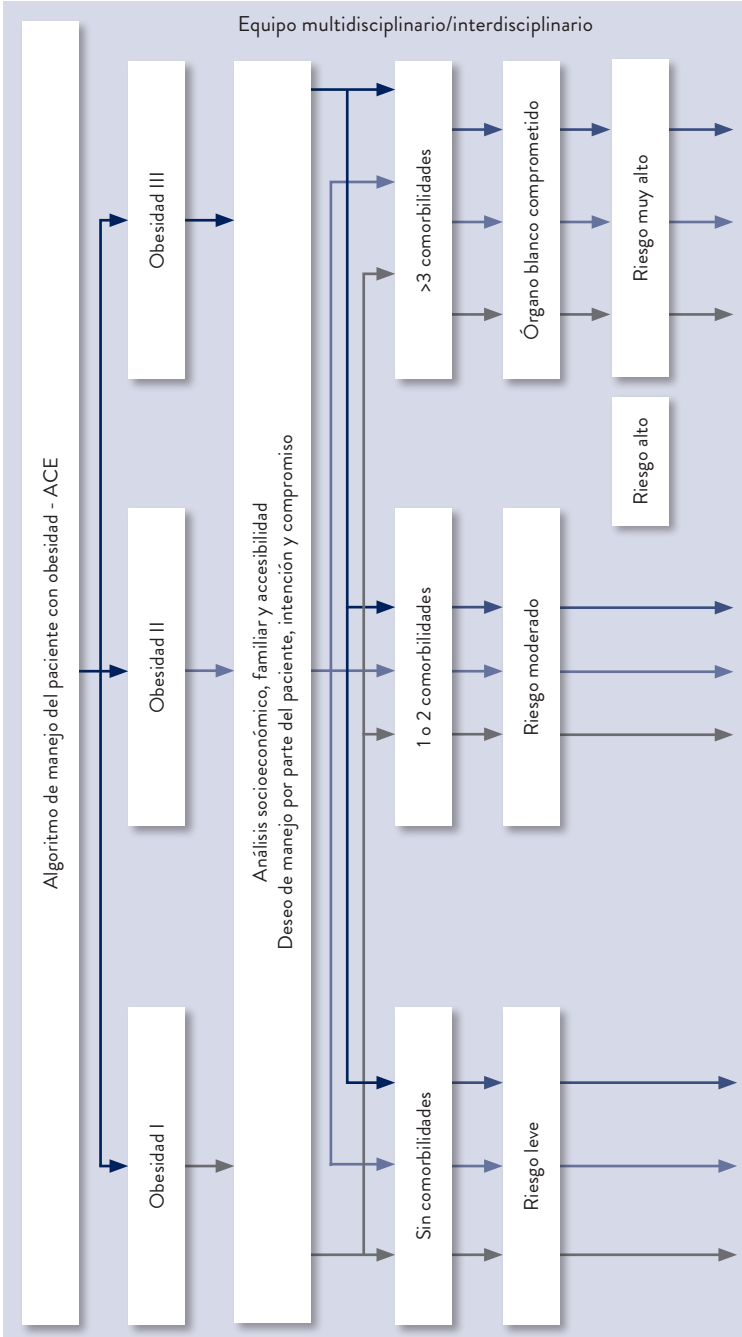 Equipo multidisciplinario/interdisciplinario
Algoritmo de manejo del paciente con obesidad - ACE
Obesidad I
Obesidad II
Obesidad III
Análisis socioeconómico, familiar y accesibilidad
Deseo de manejo por parte del paciente, intención y compromiso
Sin comorbilidades
1 o 2 comorbilidades
>3 comorbilidades
Riesgo leve
Riesgo moderado
Órgano blanco comprometido
Riesgo alto
Riesgo muy alto